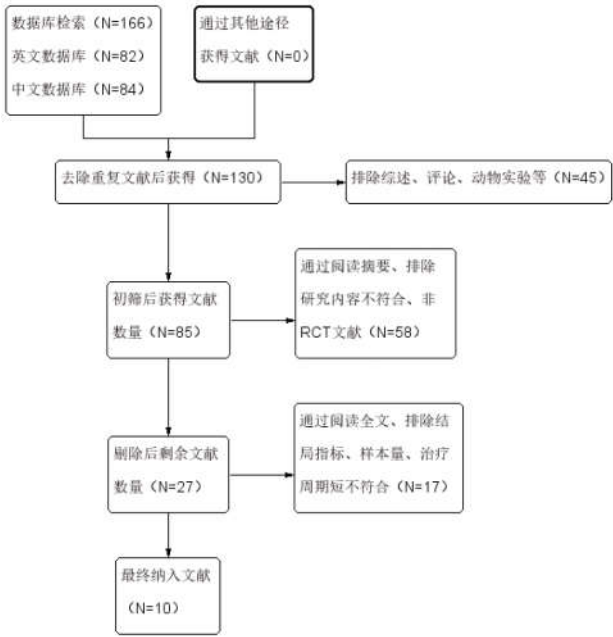 数据库检索（N=166）
英文数据库（N=82）
中文数据库（N=84）
通过其他途径
获得文献（N=0）
去除重复文献后获得（N=130）
排除综述、评论、动物实验等（N=45）
初筛后获得文献
数量（N=85）
通过阅读摘要、排除
研究内容不符合、非
RCT文献（N=58）
剔除后剩余文献
数量（N=27）
通过阅读全文、排除结
局指标、样本量、治疗
周期短不符合（N=17）
最终纳入文献
（N=10）